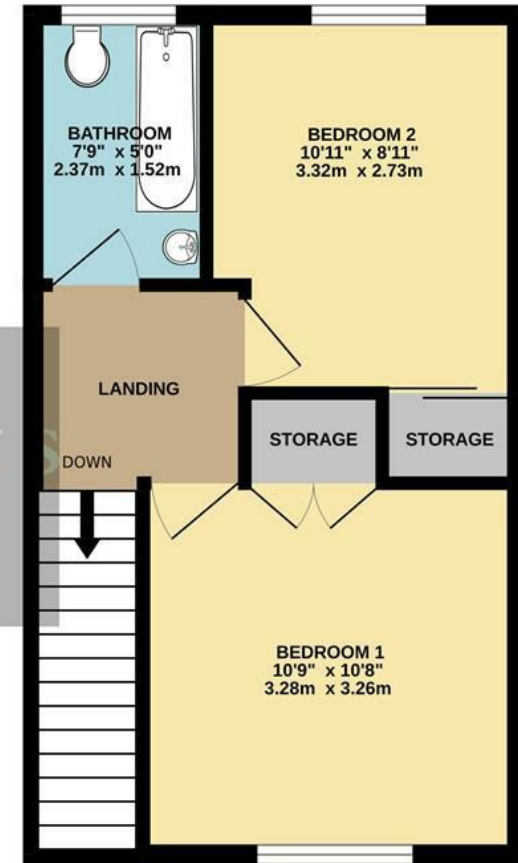 BATHROOM
7'9" x 5'0"
2.37m x 1.52m
BEDROOM 2
10'11" x 8'11"
3.32m x 2.73m
LANDING
STORAGE
STORAGE
S
DOWN
BEDROOM 1
10'9" x 10'8"
3.28m x 3.26m